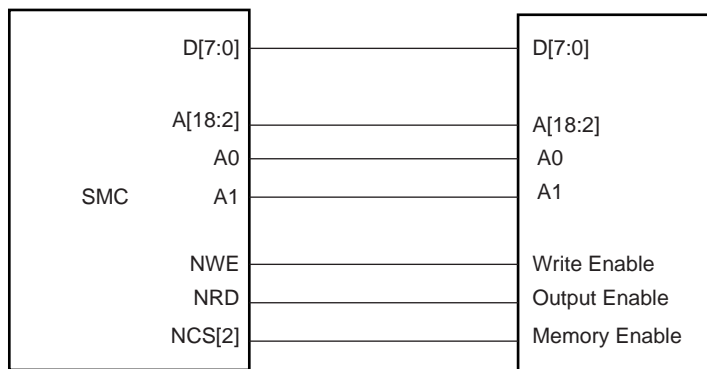 D[7:0] D[7:0]
A[18:2] A[18:2]
A0 A0
SMC A1 A1
NWE Write Enable
NRD Output Enable
NCS[2] Memory Enable